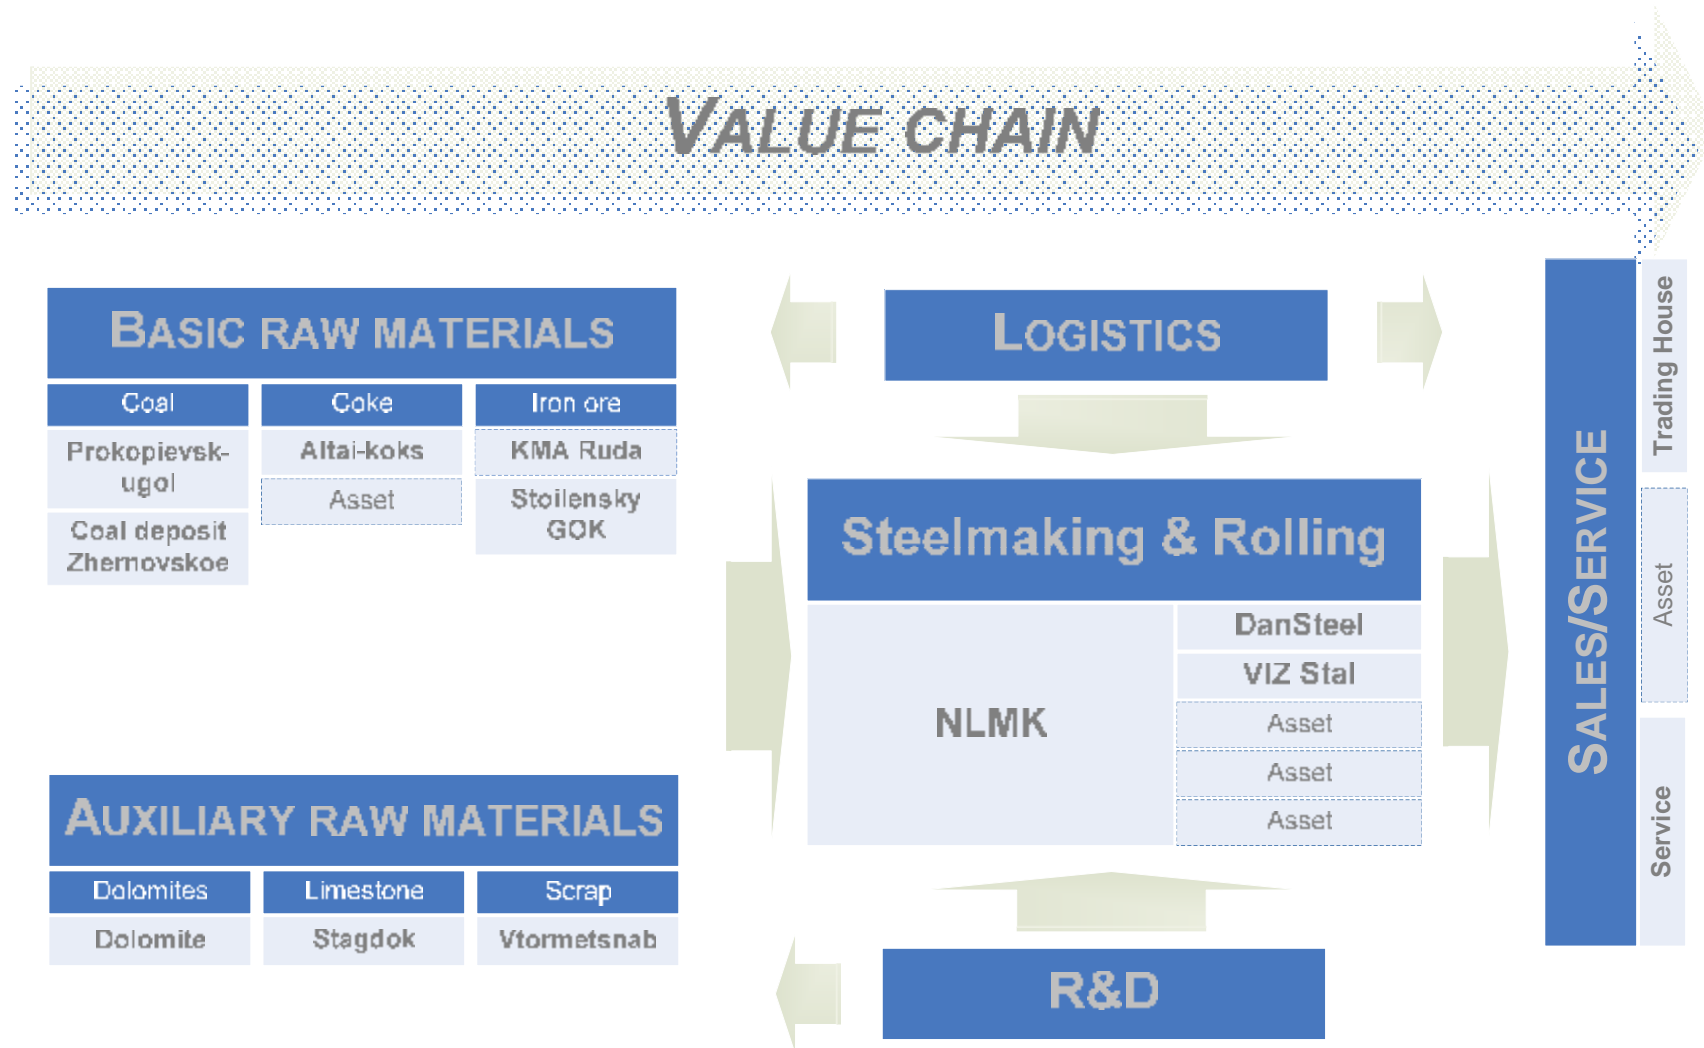 VALUE CHAIN
BASIC RAW MATERIALS
Coal
Prokopievsk-
ugol
Coal deposit
Zhernovskoe
Coke
Altai-koks
Asset
Iron ore
KMA Ruda
Stoilensky
GOK
AUXILIARY RAW MATERIALS
Dolomites
Dolomite
Limestone
Stagdok
Scrap
Vtormetsnab
LOGISTICS
Steelmaking & Rolling
NLMK
DanSteel
VIZ Stal
Asset
Asset
Asset
R&D
SALES/SERVICE
Trading House
Asset
Service